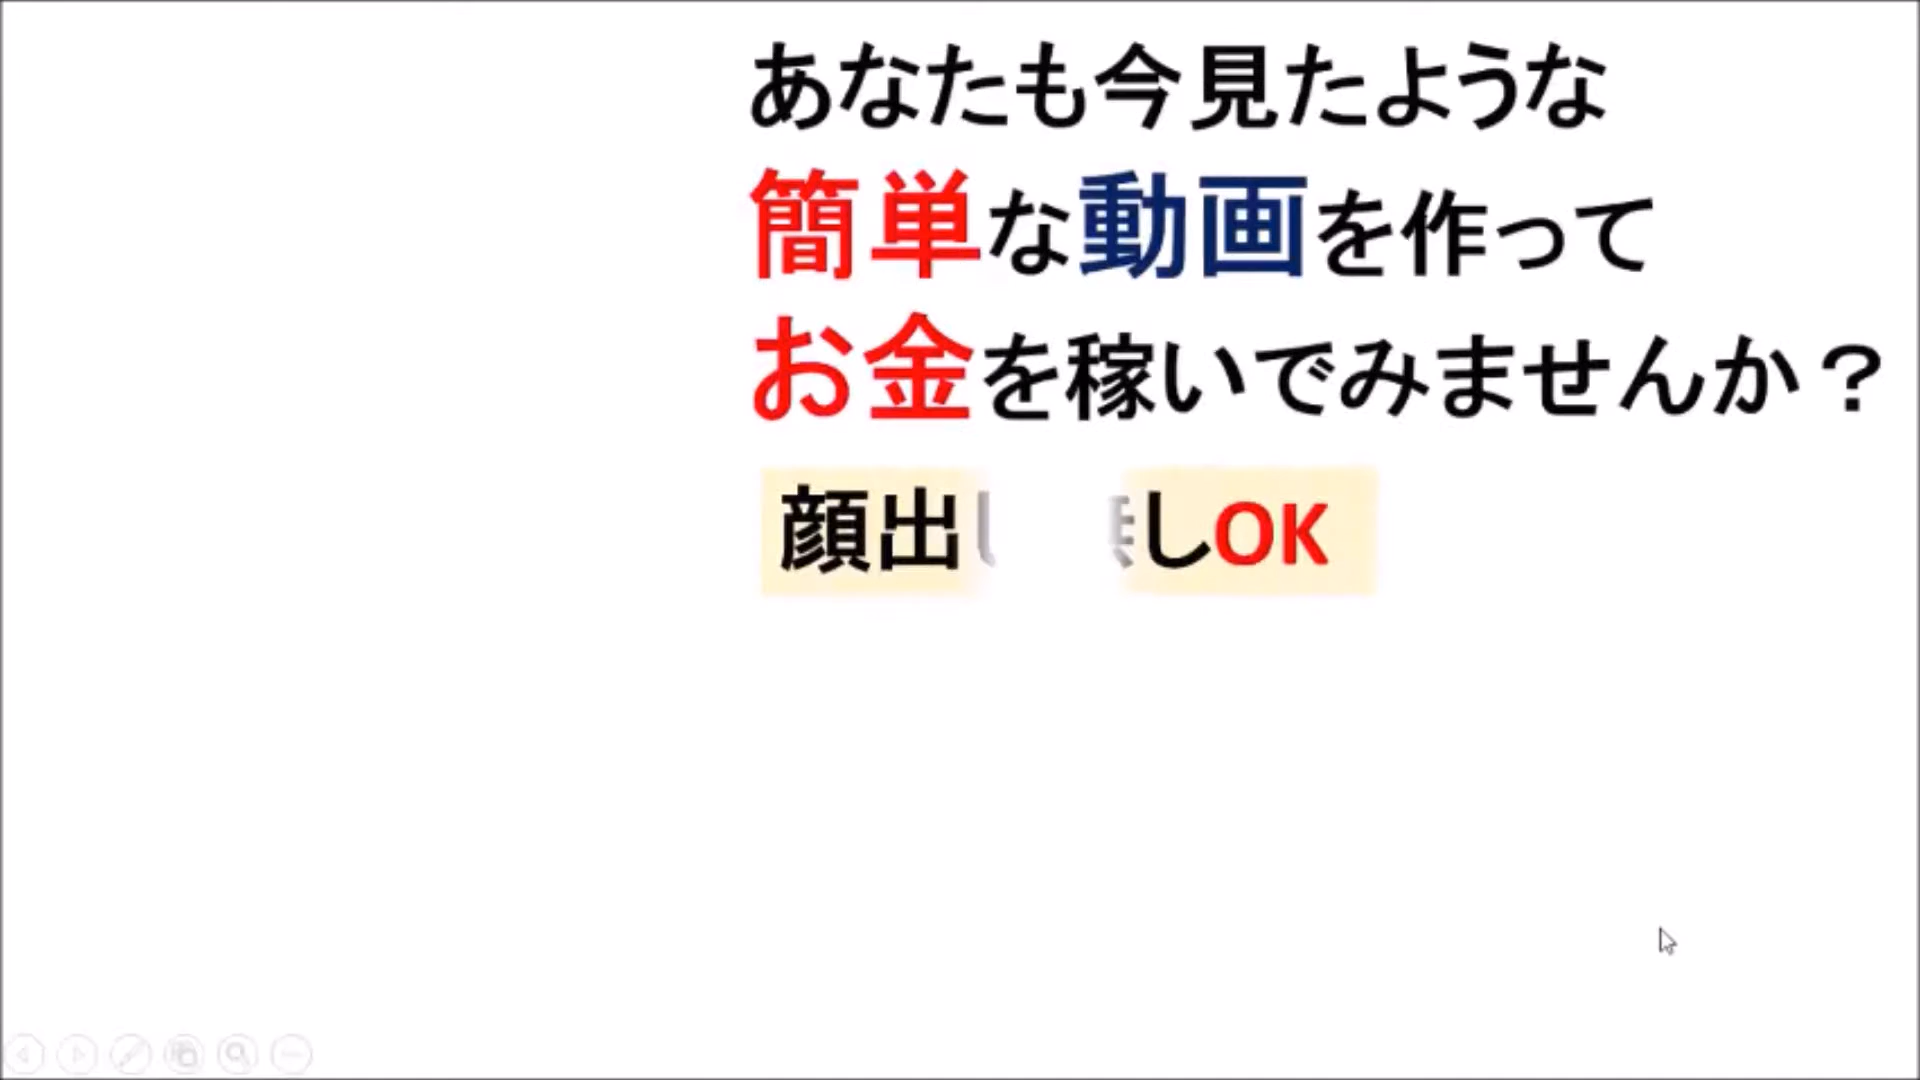 あなたも今見たような
簡単な動画を作って
お金を稼いでみませんか？
顔出し無しOK